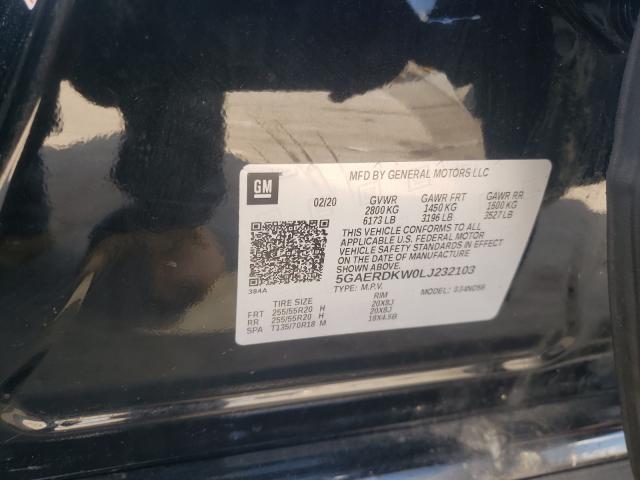 MFD BY GENERAL MOTORS LLC
GM 02/20 GVWR GAWR FRT GAWR RR
2800 KG 1450 KG 1600 KG
6173 LB 3196 LB 3527 LB
THIS VEHICLE CONFORMS TO ALL
APPLICABLE U.S. FEDERAL MOTOR
VEHICLE SAFETY STANDARDS IN EFFECT
ON THE DATE OF MANUFACTURE
SHOWN ABOVE.
5GAERDKW0LJ232103
384A TYPE: M.P.V. MODEL:
TIRE SIZE RIM
FRT 255/55R20 H 20X8J
RR 255/55R20 H 20X8J
SPA T135/70R18 M 18X4.5B